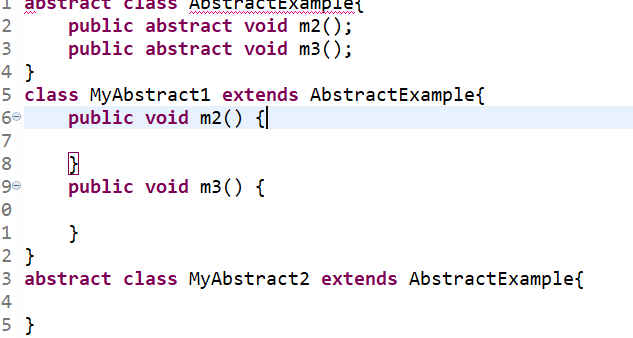 1 abstract class AbstractExample{
2     public abstract void m2();
3     public abstract void m3();
4 }
5 class MyAbstract1 extends AbstractExample{
6     public void m2() {
7
8     }
9     public void m3() {
0
1     }
2 }
3 abstract class MyAbstract2 extends AbstractExample{
4
5 }